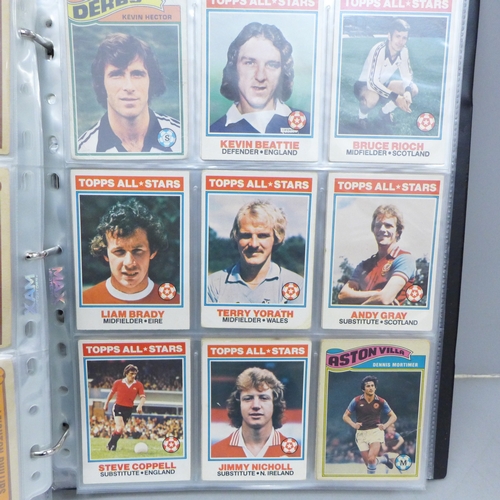 DERBY
KEVIN HECTOR
S
TOPPS ALL★STARS
KEVIN BEATTIE
DEFENDER • ENGLAND
TOPPS ALL★STARS
BRUCE RIOCH
MIDFIELDER • SCOTLAND
TOPPS ALL★STARS
LIAM BRADY
MIDFIELDER • EIRE
TOPPS ALL★STARS
TERRY YORATH
MIDFIELDER • WALES
TOPPS ALL★STARS
ANDY GRAY
SUBSTITUTE • SCOTLAND
TOPPS ALL★STARS
STEVE COPPELL
SUBSTITUTE • ENGLAND
TOPPS ALL★STARS
JIMMY NICHOLL
SUBSTITUTE • N. IRELAND
ASTON VILLA
DENNIS MORTIMER
M